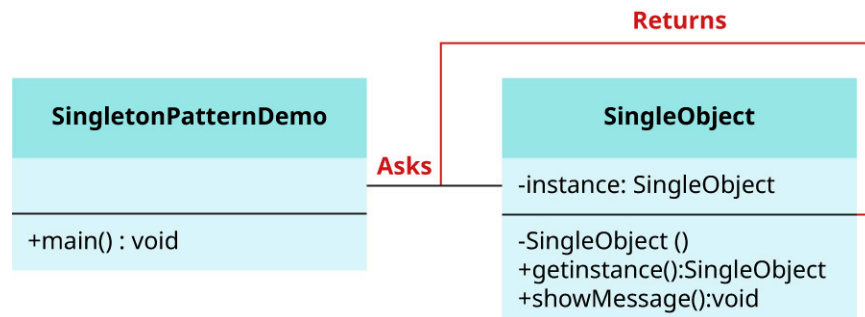 Returns
SingletonPatternDemo
+main() : void
Asks
SingleObject
-instance: SingleObject
-SingleObject ()
+getinstance():SingleObject
+showMessage():void